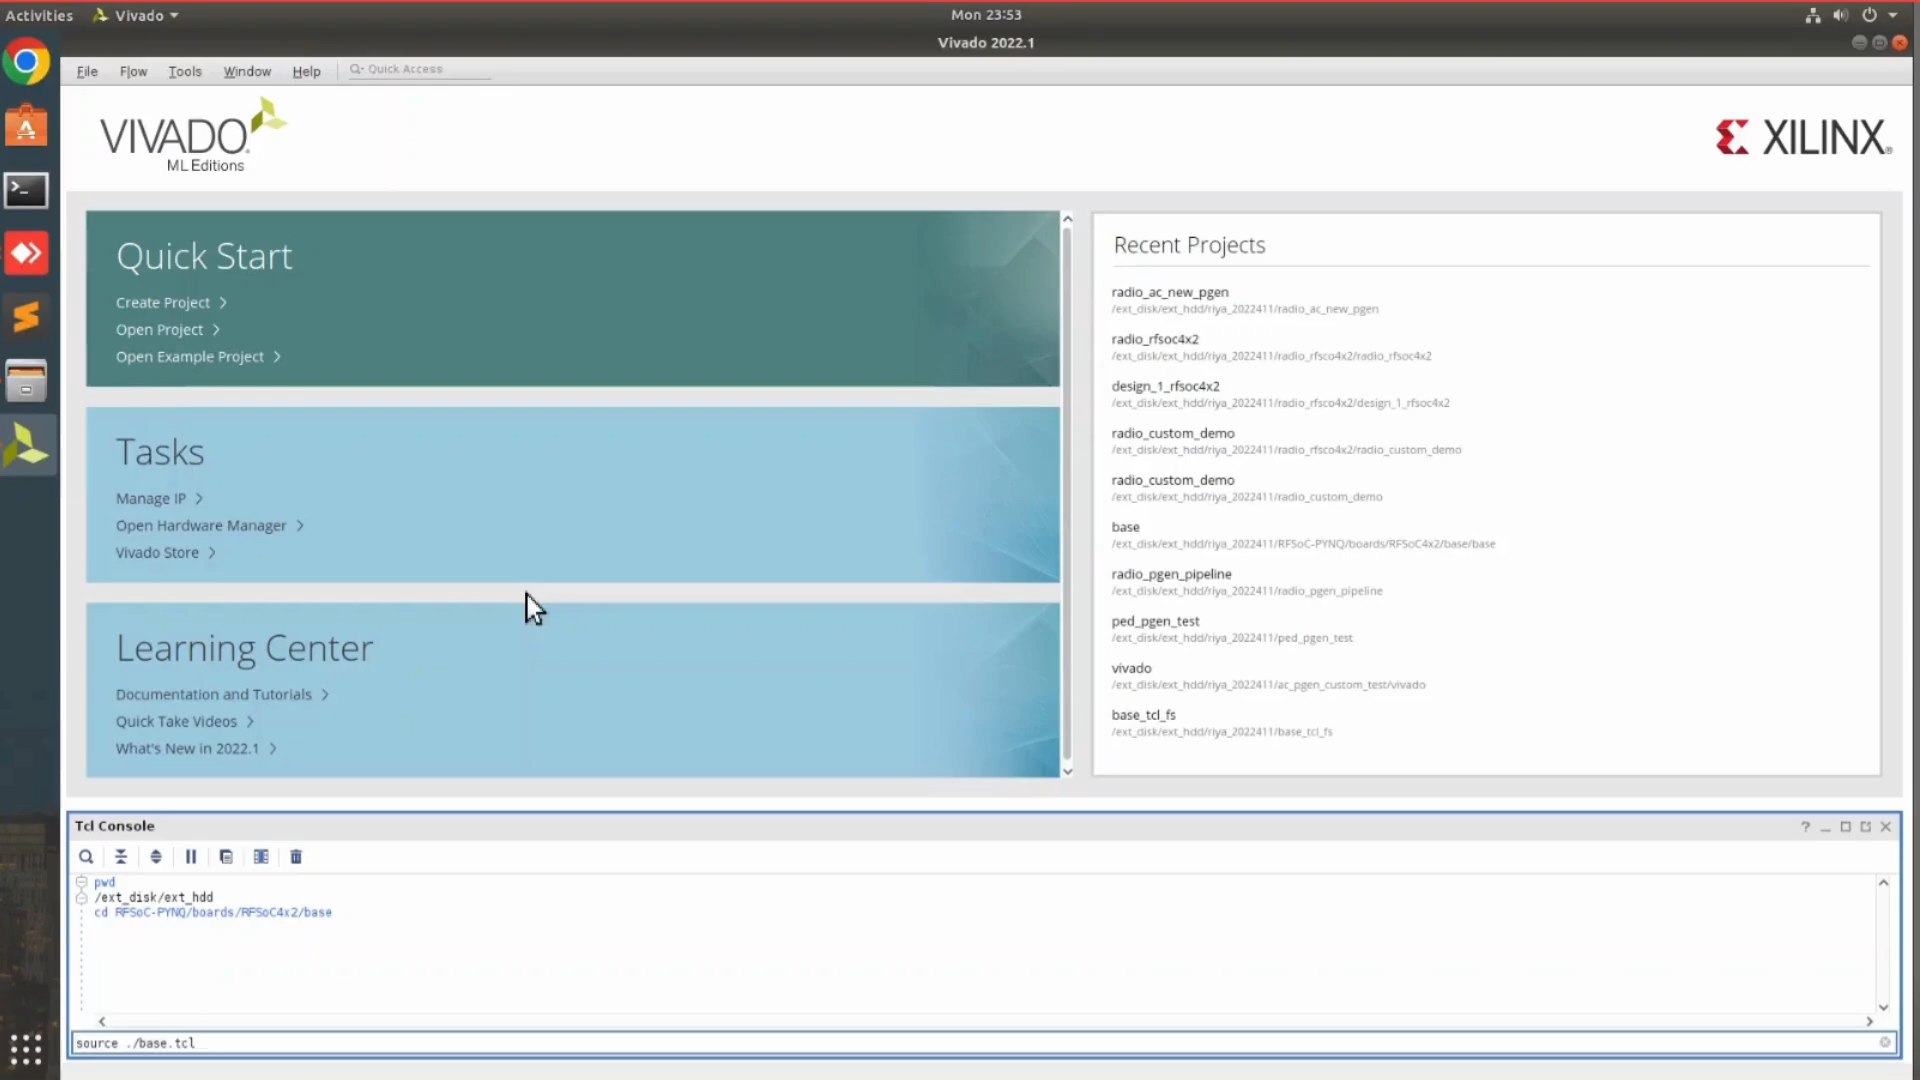 Activities
Vivado
Mon 23:53
Vivado 2022.1
File Flow Tools Window Help
Quick Access
VIVADO
ML Editions
XILINX
Quick Start
Create Project
Open Project
Open Example Project
Tasks
Manage IP
Open Hardware Manager
Vivado Store
Learning Center
Documentation and Tutorials
Quick Take Videos
What's New in 2022.1
Recent Projects
radio_ac_new_pgen
/ext_disk/ext_hdd/riya_2022411/radio_ac_new_pgen
radio_rfsoc4x2
/ext_disk/ext_hdd/riya_2022411/radio_rfsco4x2/radio_rfsoc4x2
design_1_rfsoc4x2
/ext_disk/ext_hdd/riya_2022411/radio_rfsco4x2/design_1_rfsoc4x2
radio_custom_demo
/ext_disk/ext_hdd/riya_2022411/radio_rfsco4x2/radio_custom_demo
radio_custom_demo
/ext_disk/ext_hdd/riya_2022411/radio_custom_demo
base
/ext_disk/ext_hdd/riya_2022411/RFSoC-PYNQ/boards/RFSoC4x2/base/base
radio_pgen_pipeline
/ext_disk/ext_hdd/riya_2022411/radio_pgen_pipeline
ped_pgen_test
/ext_disk/ext_hdd/riya_2022411/ped_pgen_test
vivado
/ext_disk/ext_hdd/riya_2022411/ac_pgen_custom_test/vivado
base_tcl_fs
/ext_disk/ext_hdd/riya_2022411/base_tcl_fs
Tcl Console
pwd
/ext_disk/ext_hdd
cd RFSoC-PYNQ/boards/RFSoC4x2/base
source ./base.tcl